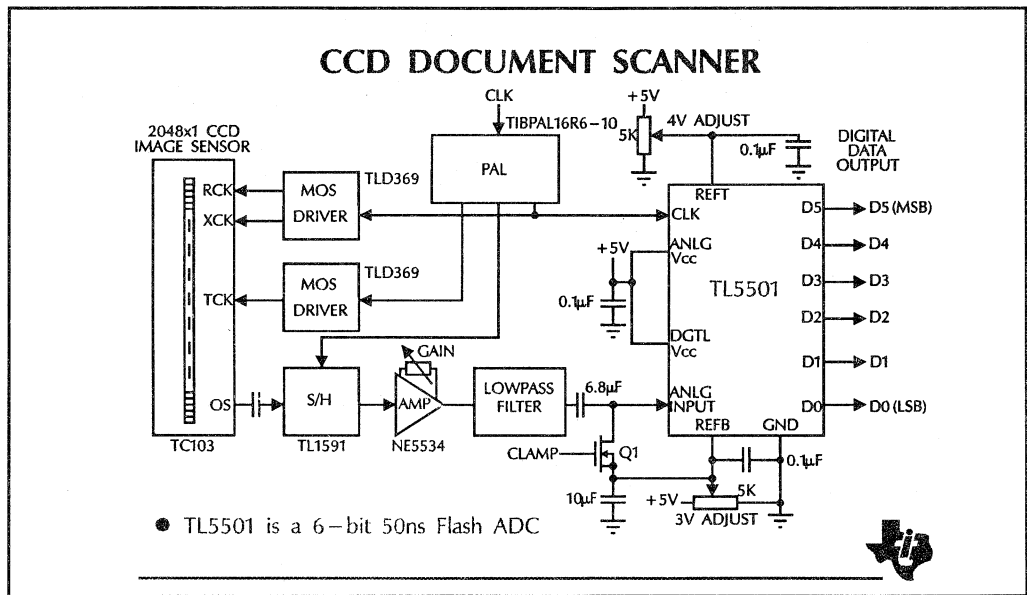 CCD DOCUMENT SCANNER
CLK
TIBPAL16R6-10
+5V
5K
4V ADJUST
0.1µF
2048x1 CCD
IMAGE SENSOR
DIGITAL
DATA
OUTPUT
RCK
XCK
TCK
OS
TC103
MOS
DRIVER
TLD369
PAL
MOS
DRIVER
TLD369
S/H
TL1591
GAIN
AMP
NE5534
LOWPASS
FILTER
6.8µF
CLAMP
Q1
10µF
+5V
0.1µF
REFT
CLK
ANLG
Vcc
TL5501
DGTL
Vcc
ANLG
INPUT
REFB
GND
D5
D4
D3
D2
D1
D0
D5 (MSB)
D4
D3
D2
D1
D0 (LSB)
0.1µF
+5V
5K
3V ADJUST
● TL5501 is a 6-bit 50ns Flash ADC